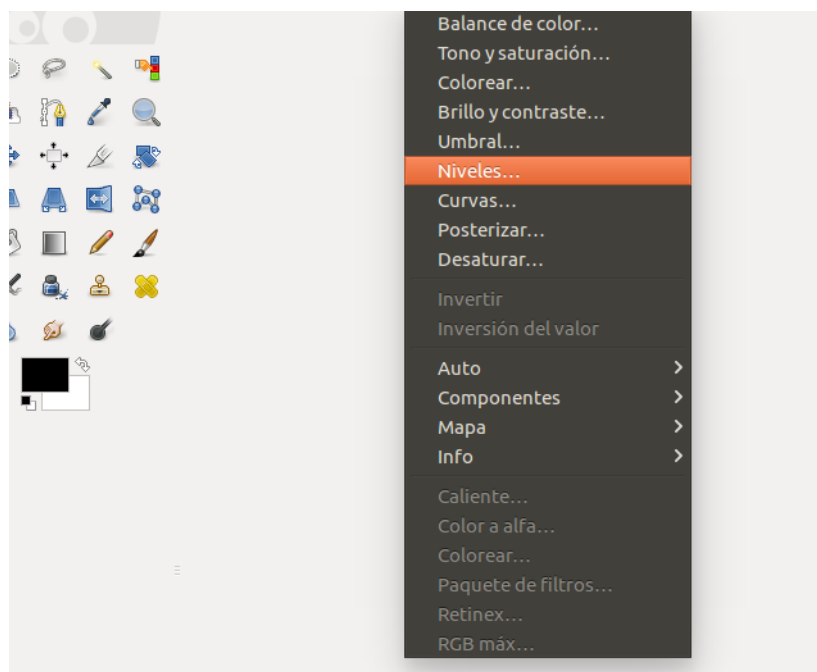 Balance de color...
Tono y saturación...
Colorear...
Brillo y contraste...
Umbral...
Niveles...
Curvas...
Posterizar...
Desaturar...
Invertir
Inversión del valor
Auto
Componentes
Mapa
Info
Caliente...
Color a alfa...
Colorear...
Paquete de filtros...
Retinex...
RGB máx...